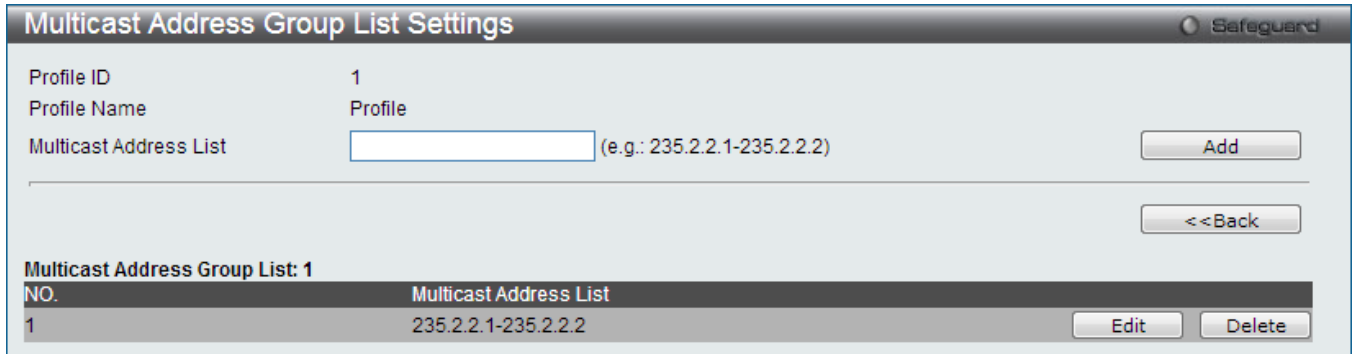 Multicast Address Group List Settings
Safeguard
Profile ID 1
Profile Name Profile
Multicast Address List (e.g.: 235.2.2.1-235.2.2.2) Add
<<Back
Multicast Address Group List: 1
NO. Multicast Address List
1 235.2.2.1-235.2.2.2 Edit Delete